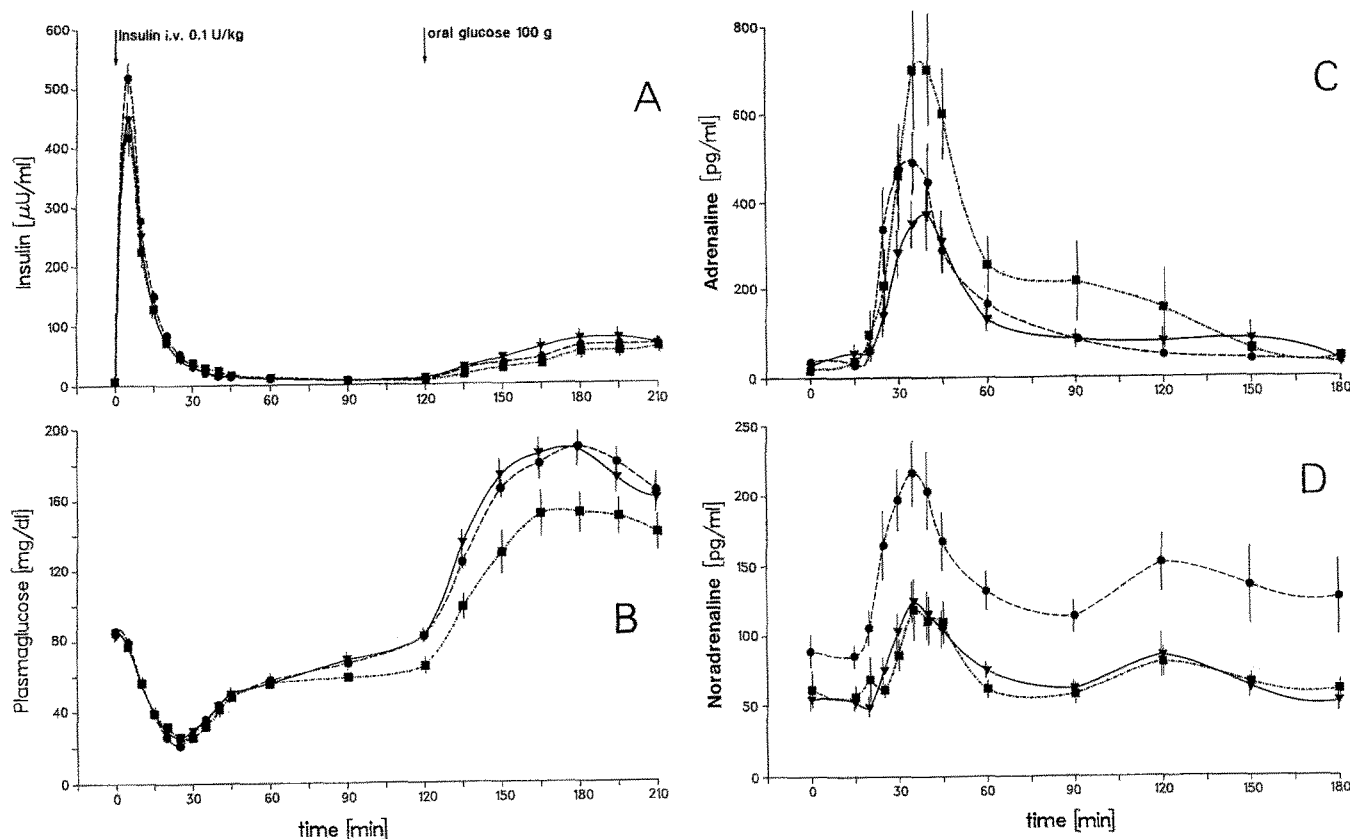 Insulin i.v. 0.1 U/kg
oral glucose 100 g
A
Insulin [µU/ml]
600
500
400
300
200
100
0
0 30 60 90 120 150 180 210
B
Plasmaglucose [mg/dl]
200
160
120
80
40
0
0 30 60 90 120 150 180 210
time [min]
C
Adrenaline [pg/ml]
800
600
400
200
0
0 30 60 90 120 150 180
D
Noradrenaline [pg/ml]
250
200
150
100
50
0
0 30 60 90 120 150 180
time [min]